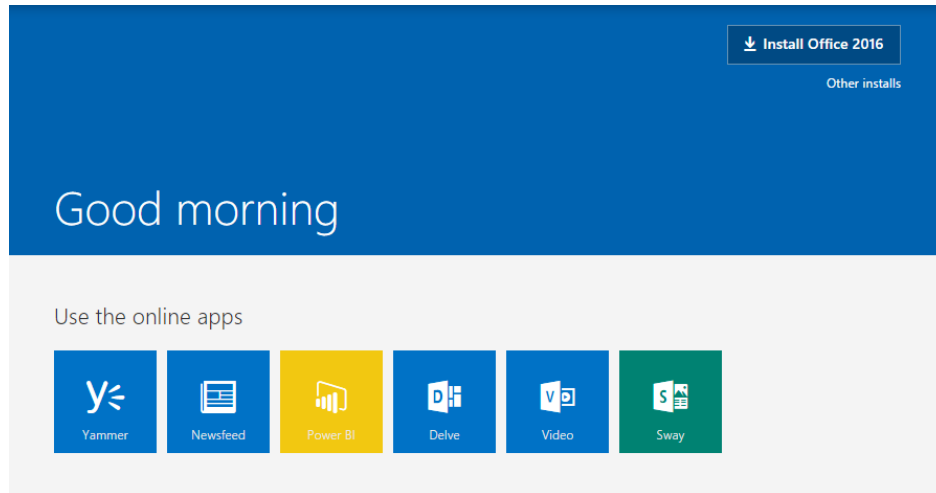 Install Office 2016
Other installs
Good morning
Use the online apps
Yammer
Newsfeed
Power BI
Delve
Video
Sway